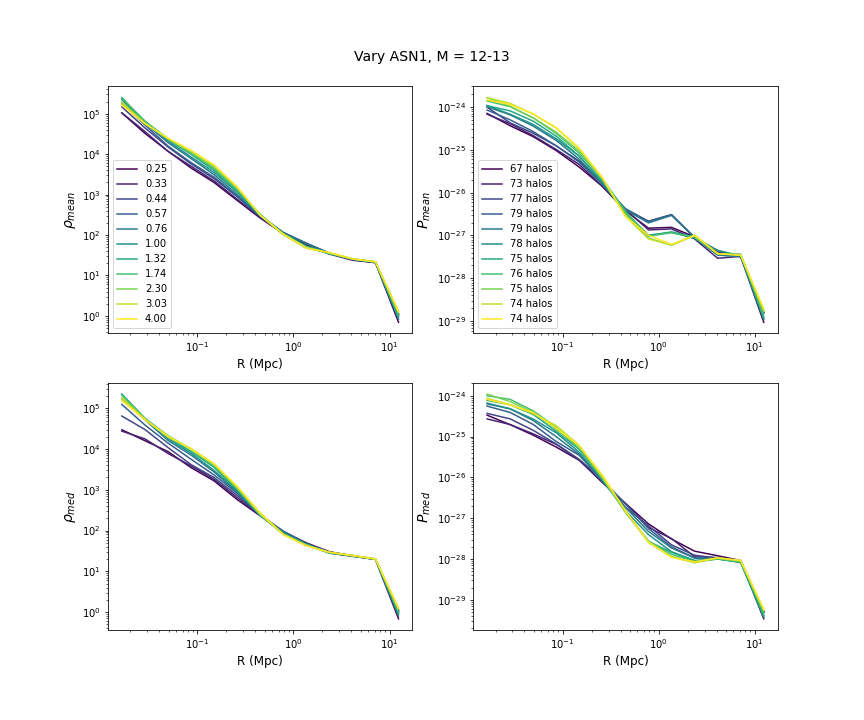 Vary ASN1, M = 12-13
ρmean
10^5
10^4
10^3
10^2
10^1
10^0
0.25
0.33
0.44
0.57
0.76
1.00
1.32
1.74
2.30
3.03
4.00
10^-1 10^0 10^1
R (Mpc)
Pmean
10^-24
10^-25
10^-26
10^-27
10^-28
10^-29
67 halos
73 halos
77 halos
79 halos
79 halos
78 halos
75 halos
76 halos
75 halos
74 halos
74 halos
10^-1 10^0 10^1
R (Mpc)
ρmed
10^5
10^4
10^3
10^2
10^1
10^0
10^-1 10^0 10^1
R (Mpc)
Pmed
10^-24
10^-25
10^-26
10^-27
10^-28
10^-29
10^-1 10^0 10^1
R (Mpc)